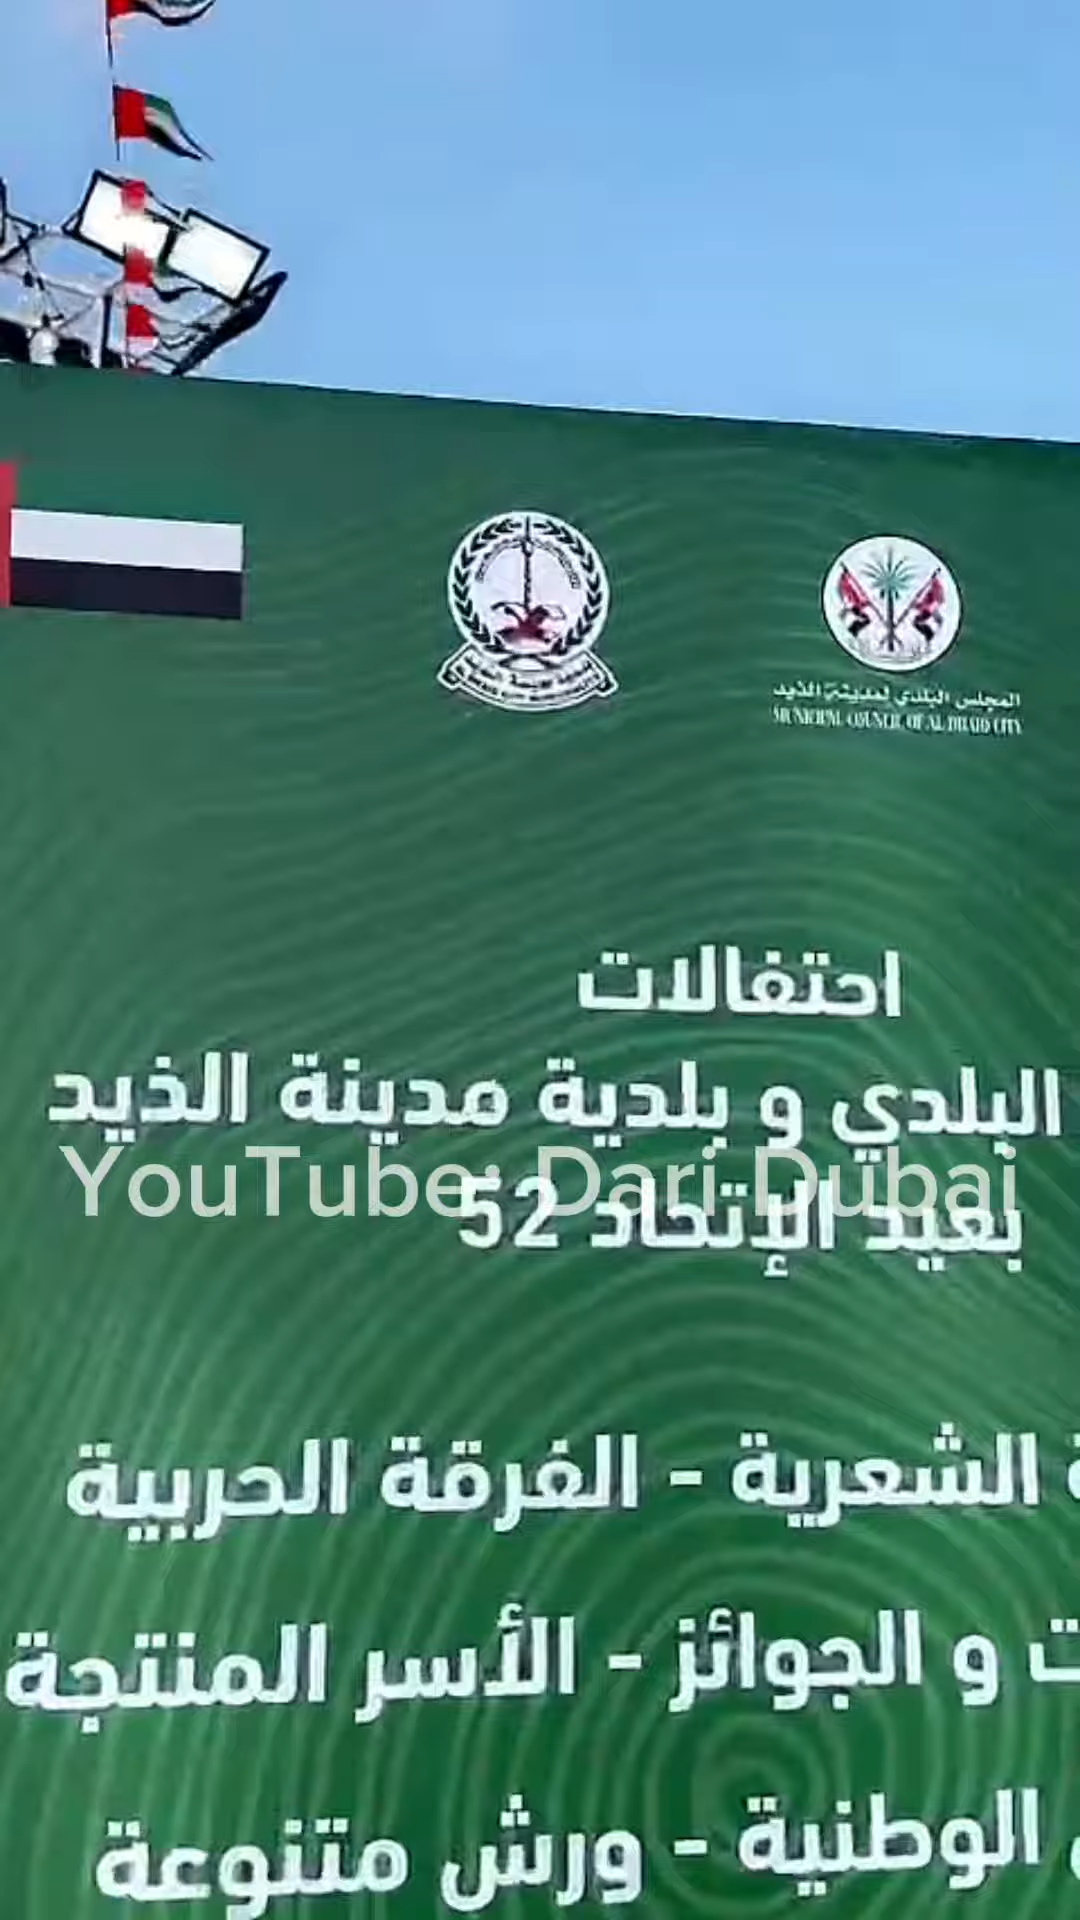 المجلس البلدي لمدينة الذيد
MUNICIPAL COUNCIL OF AL DHAID CITY
احتفالات
البلدي و بلدية مدينة الذيد
YouTube: Dari Dubai
بعيد الإتحاد 52
الشعرية - الفرقة الحربية
و الجوائز - الأسر المنتجة
الوطنية - ورش متنوعة